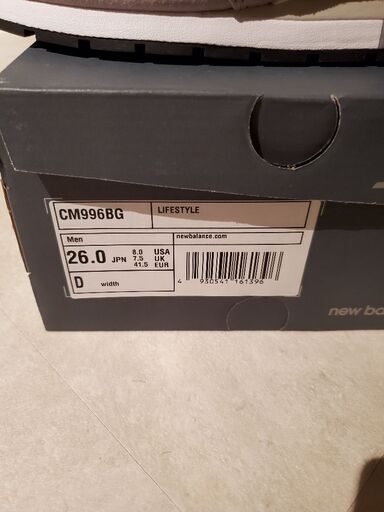 CM996BG
LIFESTYLE
Men
newbalance.com
26.0 JPN
8.0 USA
7.5 UK
41.5 EUR
D width
4 930541 161396
new ba